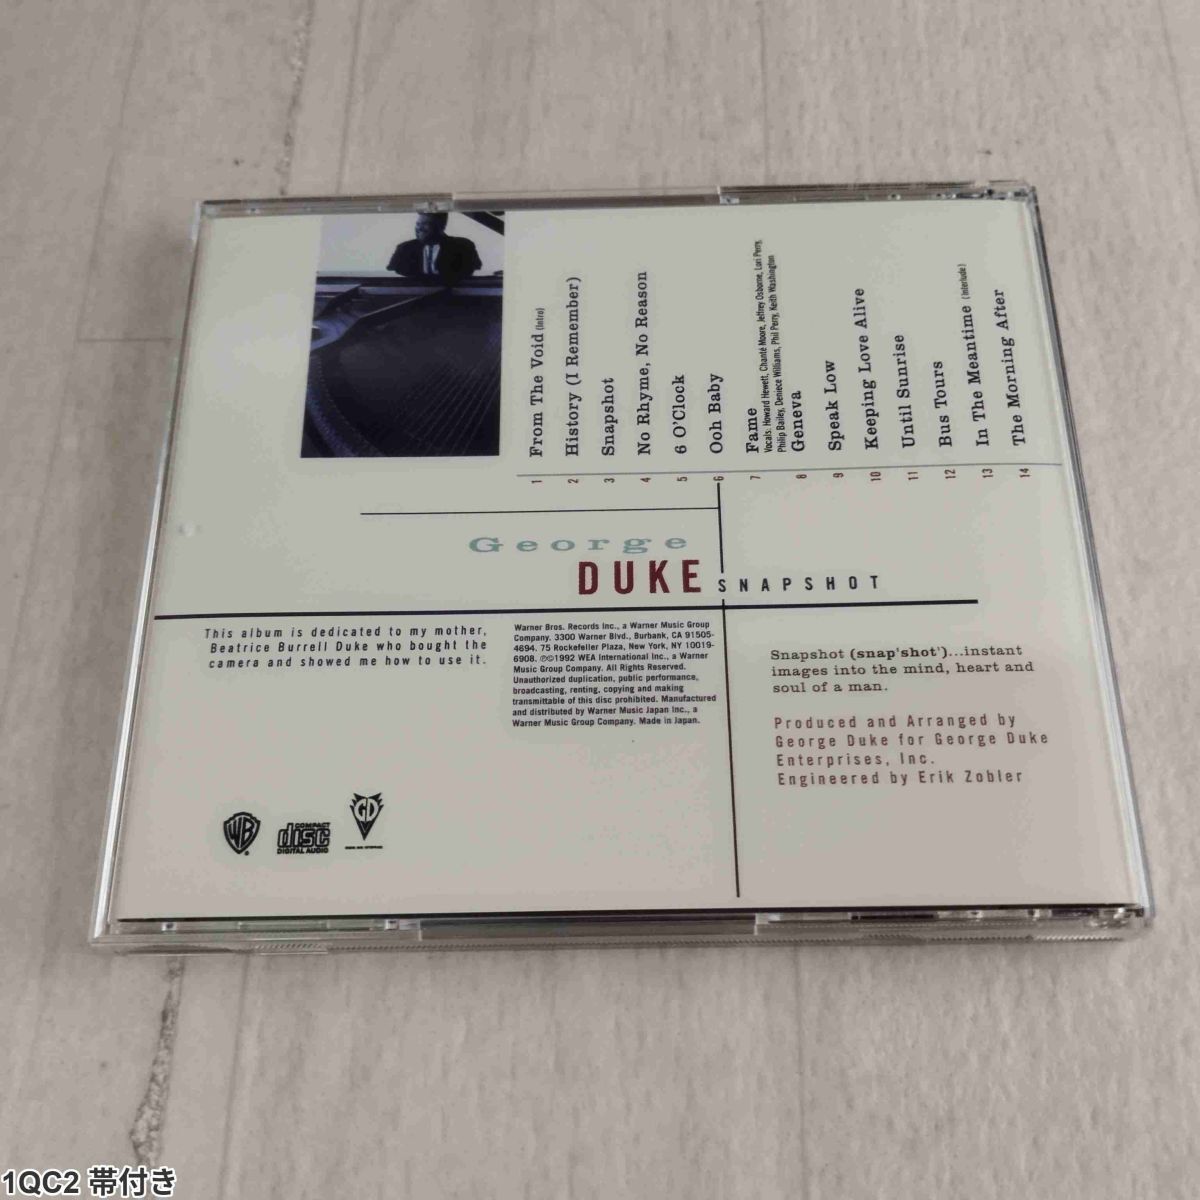 1 From The Void (Intro)
2 History (I Remember)
3 Snapshot
4 No Rhyme, No Reason
5 6 O'Clock
6 Ooh Baby
7 Fame
Vocals: Howard Hewett, Chanté Moore, Jeffrey Osborne, Lori Perry,
Philip Bailey, Deniece Williams, Phil Perry, Keith Washington
8 Geneva
9 Speak Low
10 Keeping Love Alive
11 Until Sunrise
12 Bus Tours
13 In The Meantime (Interlude)
14 The Morning After
George
DUKE SNAPSHOT
This album is dedicated to my mother,
Beatrice Burrell Duke who bought the
camera and showed me how to use it.
Warner Bros. Records Inc., a Warner Music Group
Company. 3300 Warner Blvd., Burbank, CA 91505-
4694. 75 Rockefeller Plaza, New York, NY 10019-
6908. ℗©1992 WEA International Inc., a Warner
Music Group Company. All Rights Reserved.
Unauthorized duplication, public performance,
broadcasting, renting, copying and making
transmittable of this disc prohibited. Manufactured
and distributed by Warner Music Japan Inc., a
Warner Music Group Company. Made in Japan.
Snapshot (snap'shot')...instant
images into the mind, heart and
soul of a man.
Produced and Arranged by
George Duke for George Duke
Enterprises, Inc.
Engineered by Erik Zobler
WB
COMPACT
disc
DIGITAL AUDIO
GD
1QC2 帯付き